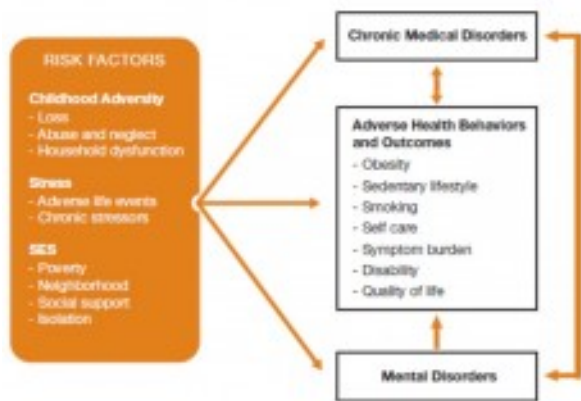 RISK FACTORS
Childhood Adversity
- Loss
- Abuse and neglect
- Household dysfunction
Stress
- Adverse life events
- Chronic stressors
SES
- Poverty
- Neighborhood
- Social support
- Isolation
Chronic Medical Disorders
Adverse Health Behaviors
and Outcomes
- Obesity
- Sedentary lifestyle
- Smoking
- Self care
- Symptom burden
- Disability
- Quality of life
Mental Disorders